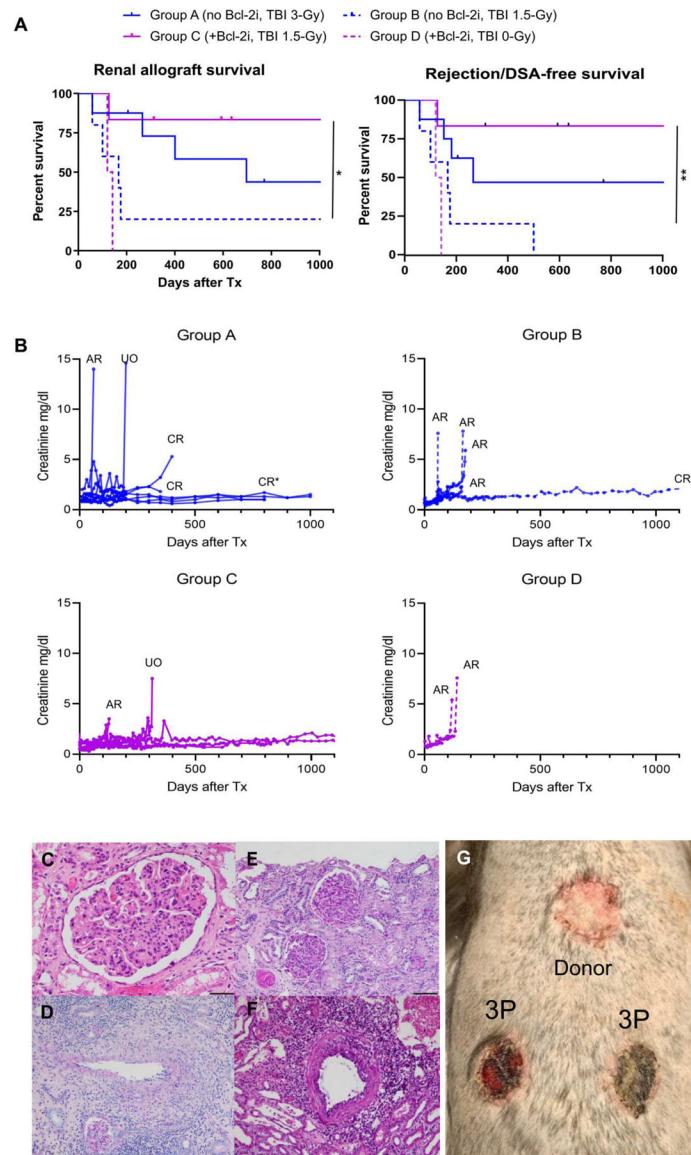 A
Group A (no Bcl-2i, TBI 3-Gy)
Group B (no Bcl-2i, TBI 1.5-Gy)
Group C (+Bcl-2i, TBI 1.5-Gy)
Group D (+Bcl-2i, TBI 0-Gy)
Renal allograft survival
Percent survival
100
75
50
25
0
200
400
600
800
1000
Days after Tx
*
Rejection/DSA-free survival
Percent survival
100
75
50
25
0
0
200
400
600
800
1000
Days after Tx
**
B
Group A
Creatinine mg/dl
15
10
5
0
0
500
1000
Days after Tx
AR
UO
CR
CR
CR*
Group B
Creatinine mg/dl
15
10
5
0
0
500
1000
Days after Tx
AR
AR
AR
AR
CR
Group C
Creatinine mg/dl
15
10
5
0
0
500
1000
Days after Tx
AR
UO
Group D
Creatinine mg/dl
15
10
5
0
0
500
1000
Days after Tx
AR
AR
C
E
D
F
G
Donor
3P
3P